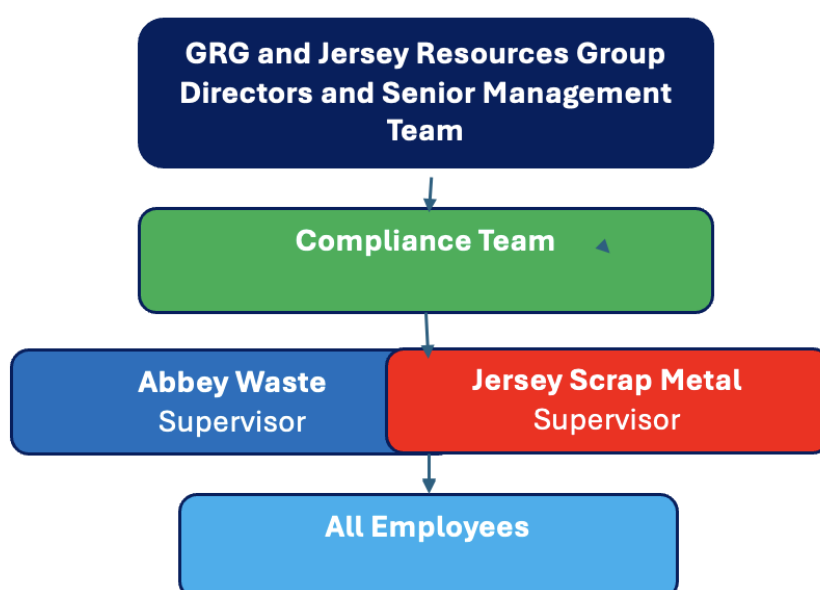 GRG and Jersey Resources Group
Directors and Senior Management
Team
Compliance Team
Abbey Waste
Supervisor
Jersey Scrap Metal
Supervisor
All Employees